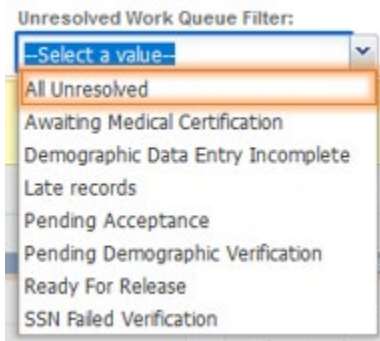 Unresolved Work Queue Filter:
--Select a value--
All Unresolved
Awaiting Medical Certification
Demographic Data Entry Incomplete
Late records
Pending Acceptance
Pending Demographic Verification
Ready For Release
SSN Failed Verification